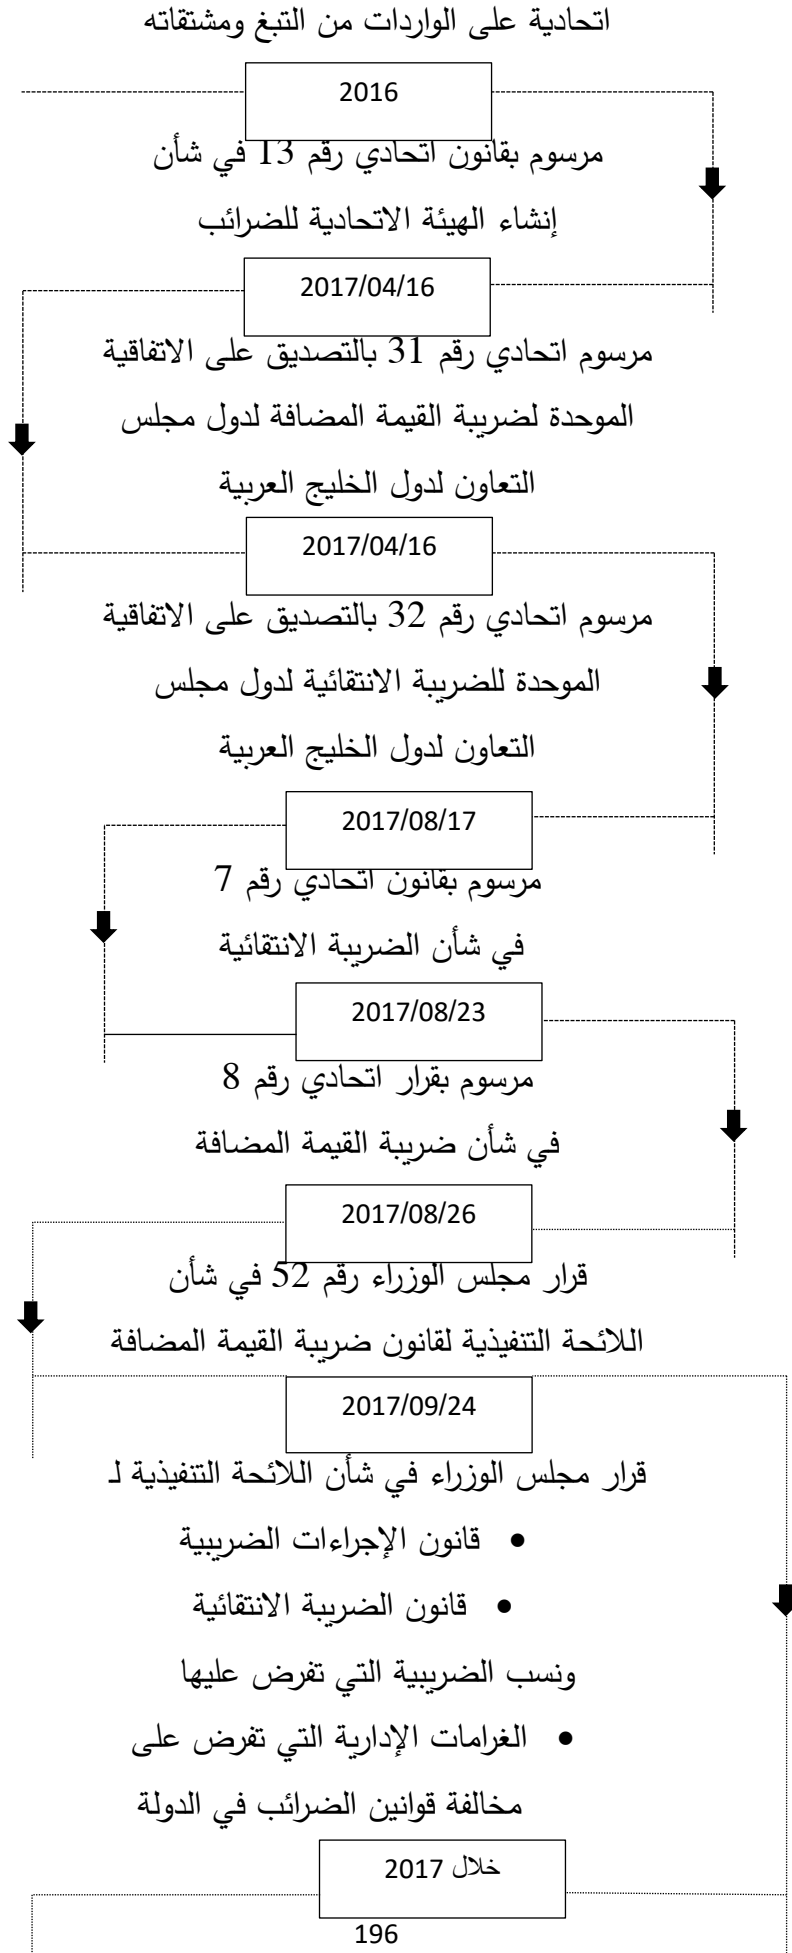 اتحادية على الواردات من التبغ ومشتقاته
2016
مرسوم بقانون اتحادي رقم 13 في شأن
إنشاء الهيئة الاتحادية للضرائب
2017/04/16
مرسوم اتحادي رقم 31 بالتصديق على الاتفاقية
الموحدة لضريبة القيمة المضافة لدول مجلس
التعاون لدول الخليج العربية
2017/04/16
مرسوم اتحادي رقم 32 بالتصديق على الاتفاقية
الموحدة للضريبة الانتقائية لدول مجلس
التعاون لدول الخليج العربية
2017/08/17
مرسوم بقانون اتحادي رقم 7
في شأن الضريبة الانتقائية
2017/08/23
مرسوم بقرار اتحادي رقم 8
في شأن ضريبة القيمة المضافة
2017/08/26
قرار مجلس الوزراء رقم 52 في شأن
اللائحة التنفيذية لقانون ضريبة القيمة المضافة
2017/09/24
قرار مجلس الوزراء في شأن اللائحة التنفيذية لـ
• قانون الإجراءات الضريبية
• قانون الضريبة الانتقائية
ونسب الضريبية التي تفرض عليها
• الغرامات الإدارية التي تفرض على
مخالفة قوانين الضرائب في الدولة
خلال 2017
196